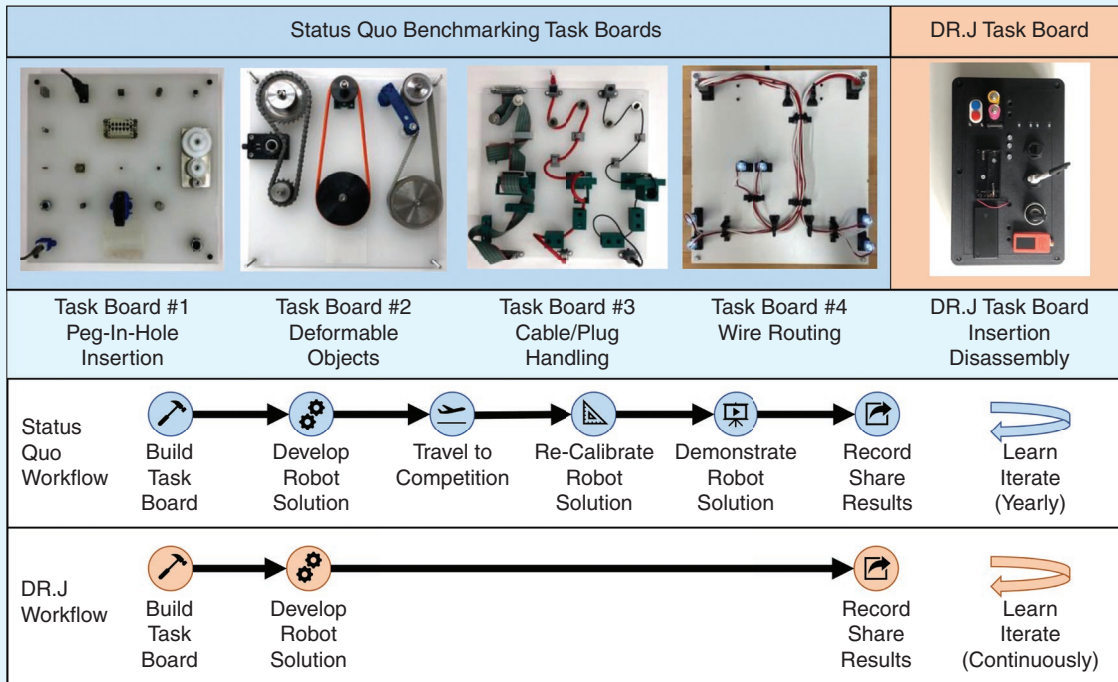 Status Quo Benchmarking Task Boards
DR.J Task Board
Task Board #1
Peg-In-Hole
Insertion
Task Board #2
Deformable
Objects
Task Board #3
Cable/Plug
Handling
Task Board #4
Wire Routing
DR.J Task Board
Insertion
Disassembly
Status
Quo
Workflow
Build
Task
Board
Develop
Robot
Solution
Travel to
Competition
Re-Calibrate
Robot
Solution
Demonstrate
Robot
Solution
Record
Share
Results
Learn
Iterate
(Yearly)
DR.J
Workflow
Build
Task
Board
Develop
Robot
Solution
Record
Share
Results
Learn
Iterate
(Continuously)